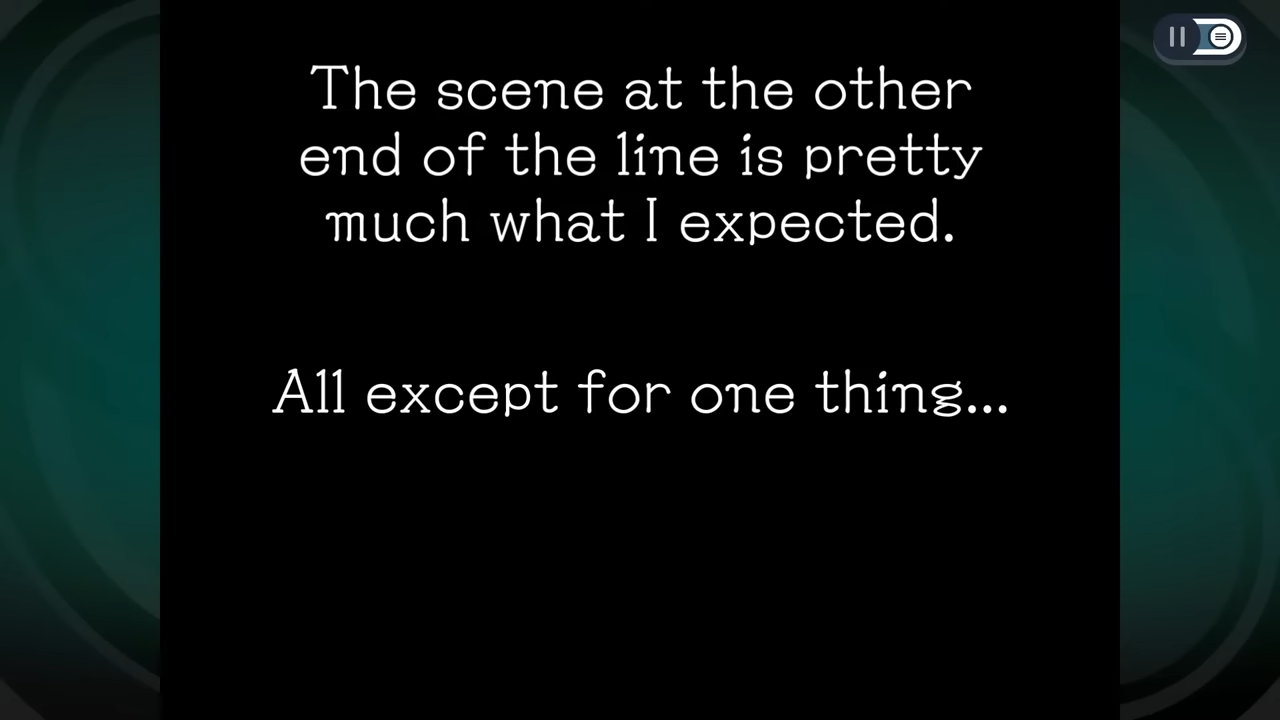 The scene at the other
end of the line is pretty
much what I expected.
All except for one thing...